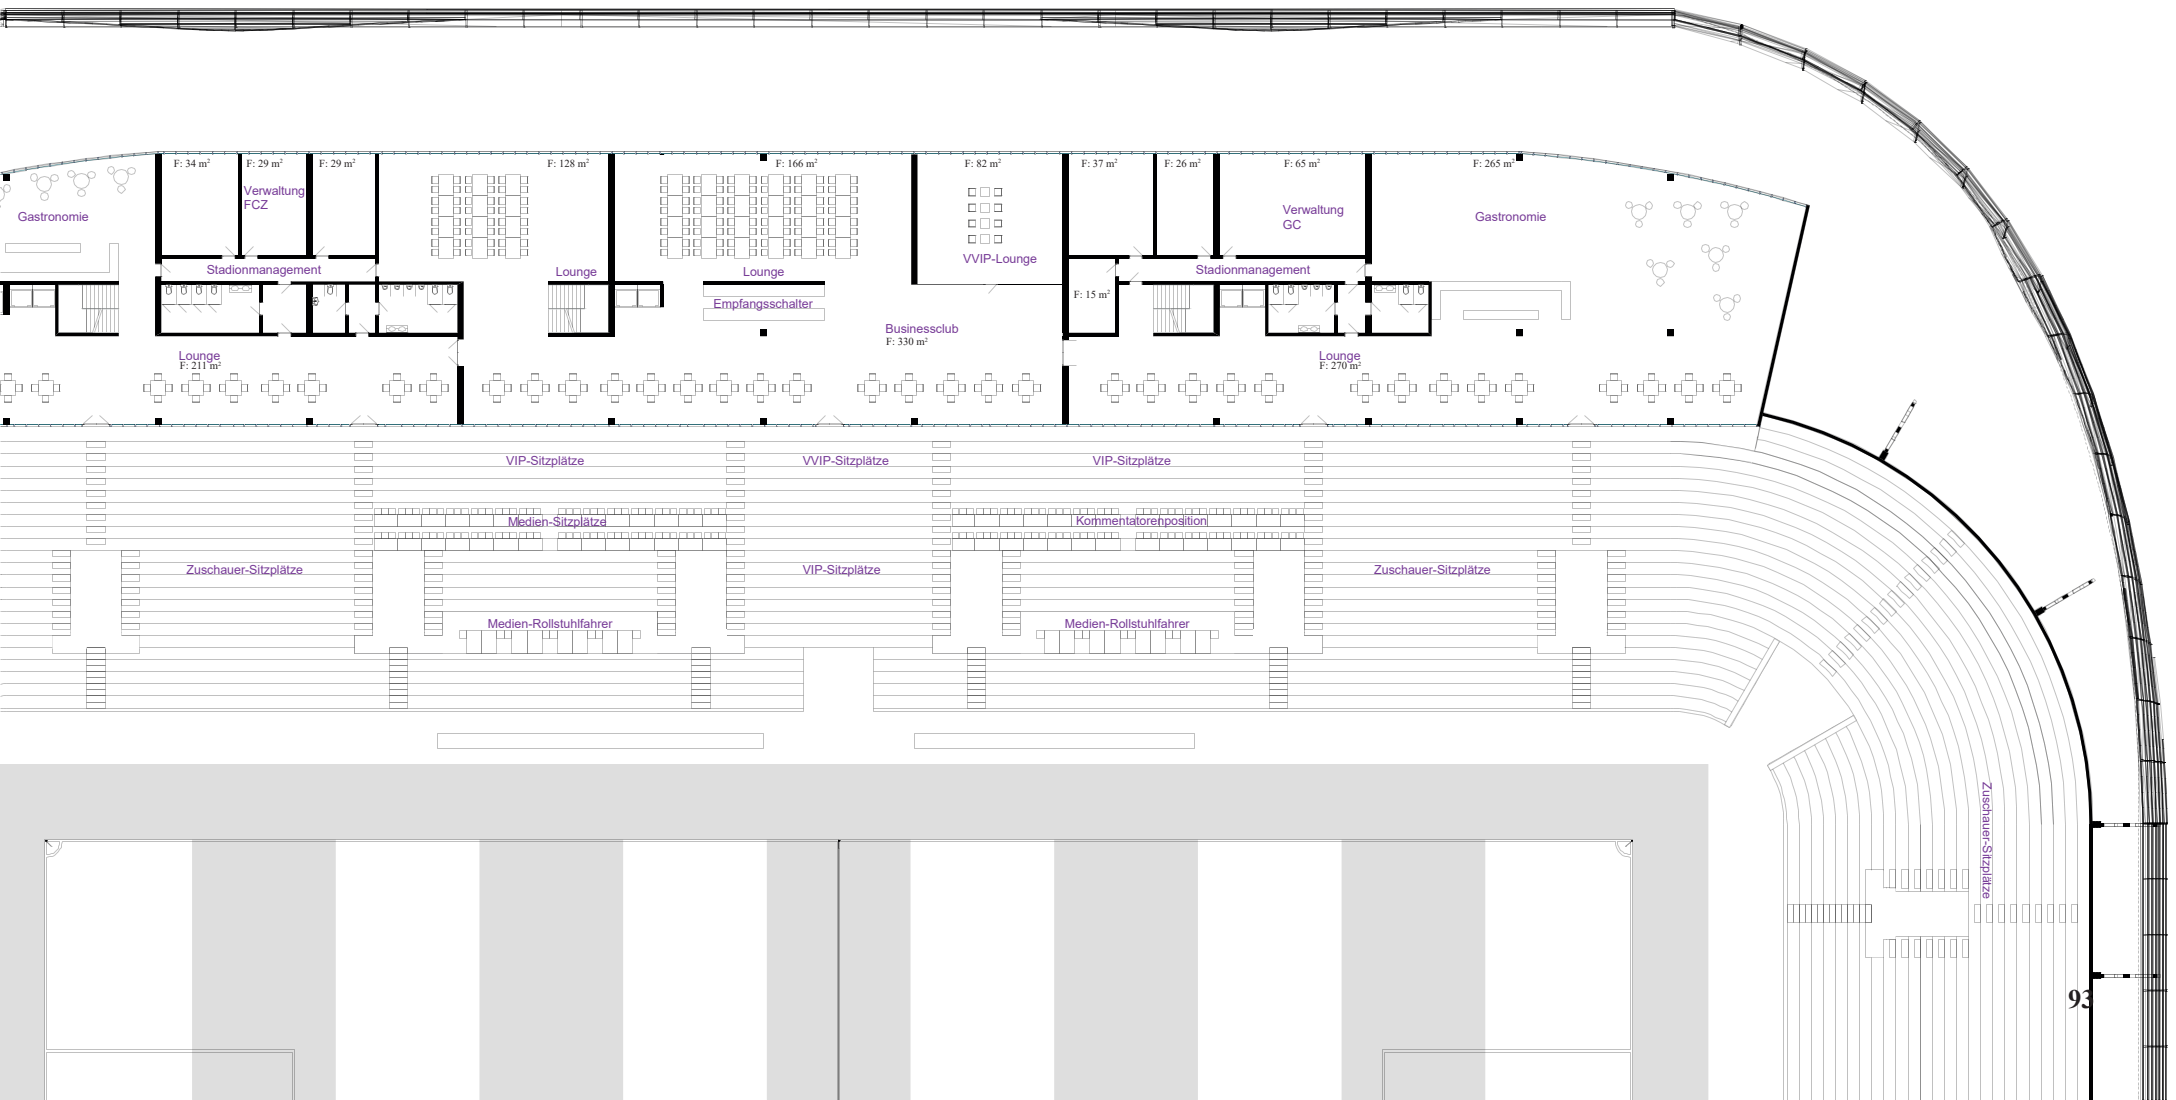 F: 34 m²
F: 29 m²
F: 29 m²
F: 128 m²
F: 166 m²
F: 82 m²
F: 37 m²
F: 26 m²
F: 65 m²
F: 265 m²
Verwaltung
FCZ
Gastronomie
Verwaltung
GC
Gastronomie
VVIP-Lounge
Stadionmanagement
Lounge
Lounge
Stadionmanagement
F: 15 m²
Empfangsschalter
Businessclub
F: 330 m²
Lounge
F: 211 m²
Lounge
F: 270 m²
VIP-Sitzplätze
VVIP-Sitzplätze
VIP-Sitzplätze
Medien-Sitzplätze
Kommentatorenposition
Zuschauer-Sitzplätze
VIP-Sitzplätze
Zuschauer-Sitzplätze
Medien-Rollstuhlfahrer
Medien-Rollstuhlfahrer
Zuschauer-Sitzplätze
93